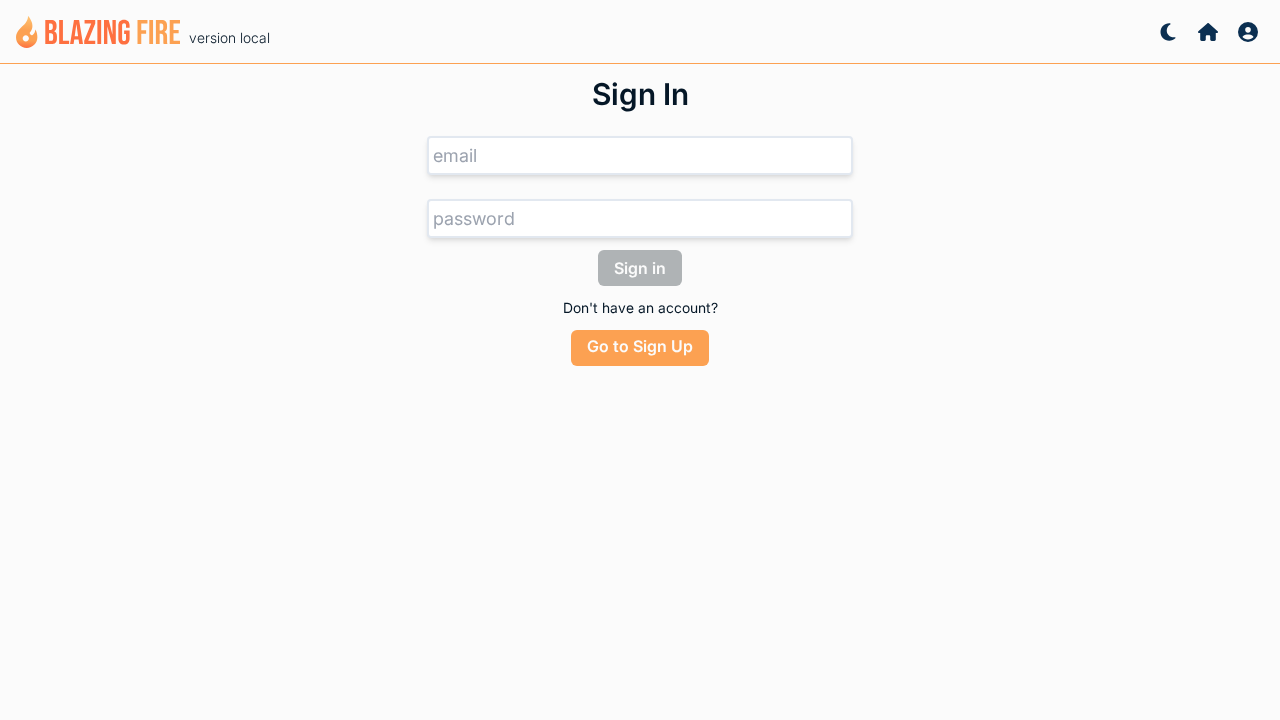 BLAZING FIRE version local
Sign In
email
password
Sign in
Don't have an account?
Go to Sign Up